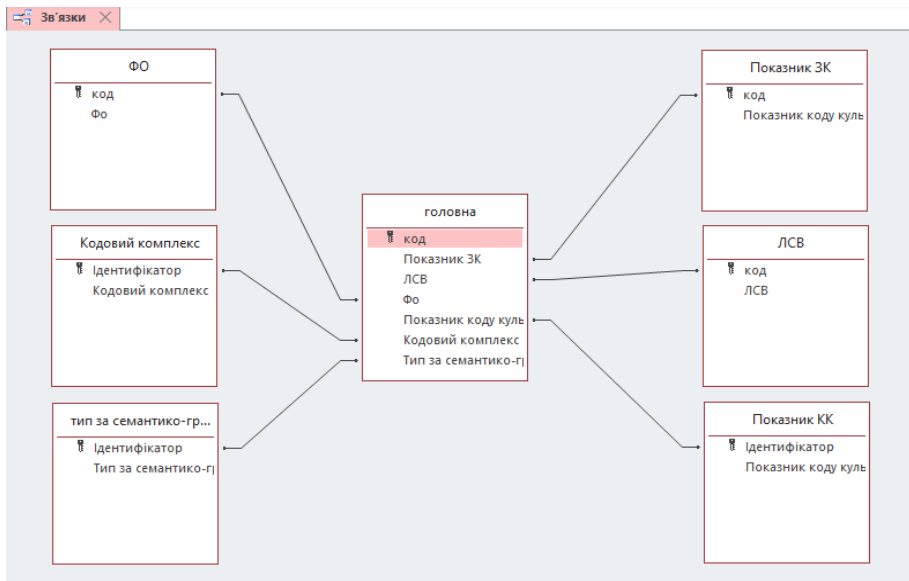 Зв'язки
ФО
код
Фо
Кодовий комплекс
Ідентифікатор
Кодовий комплекс
тип за семантико-гр...
Ідентифікатор
Тип за семантико-гр
головна
код
Показник ЗК
ЛСВ
Фо
Показник коду куль
Кодовий комплекс
Тип за семантико-гр
Показник ЗК
код
Показник коду куль
ЛСВ
код
ЛСВ
Показник КК
Ідентифікатор
Показник коду куль